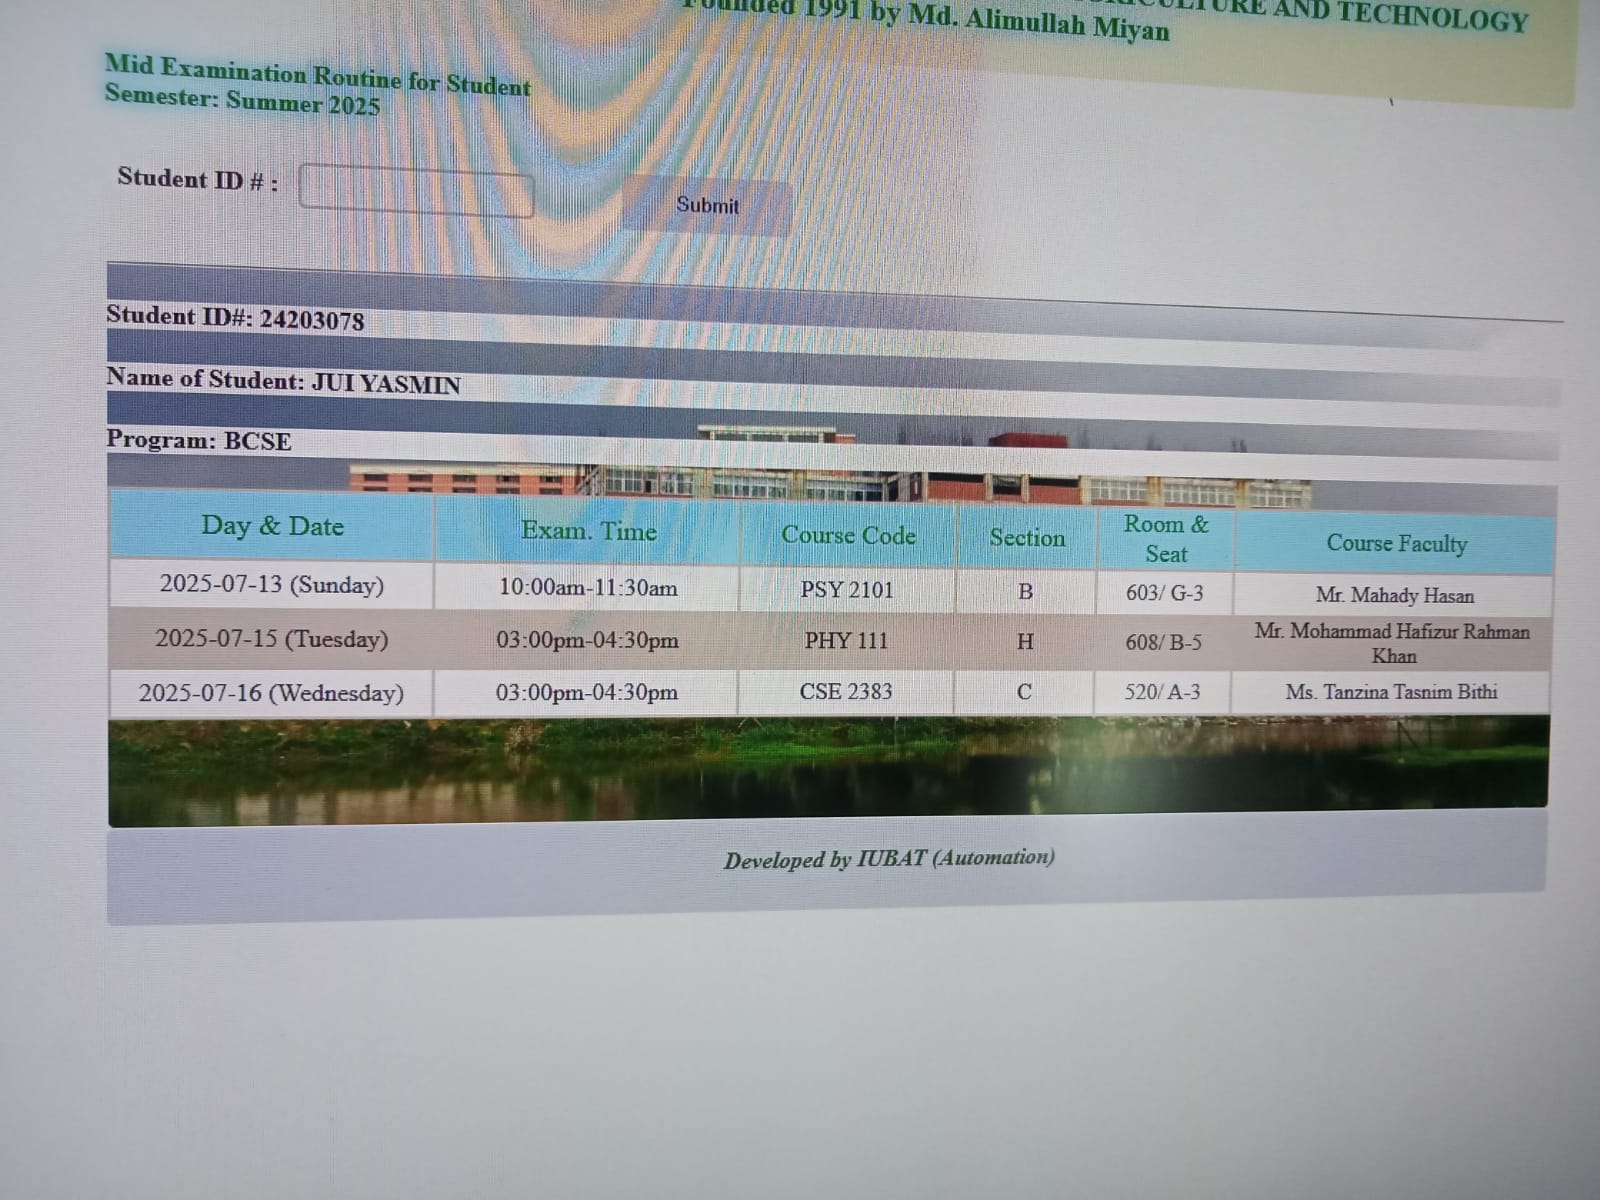 AND TECHNOLOGY
Founded 1991 by Md. Alimullah Miyan
Mid Examination Routine for Student
Semester: Summer 2025
Student ID # :
Submit
Student ID#: 24203078
Name of Student: JUI YASMIN
Program: BCSE
Day & Date Exam. Time Course Code Section Room & Seat Course Faculty
2025-07-13 (Sunday) 10:00am-11:30am PSY 2101 B 603/ G-3 Mr. Mahady Hasan
2025-07-15 (Tuesday) 03:00pm-04:30pm PHY 111 H 608/ B-5 Mr. Mohammad Hafizur Rahman Khan
2025-07-16 (Wednesday) 03:00pm-04:30pm CSE 2383 C 520/ A-3 Ms. Tanzina Tasnim Bithi
Developed by IUBAT (Automation)